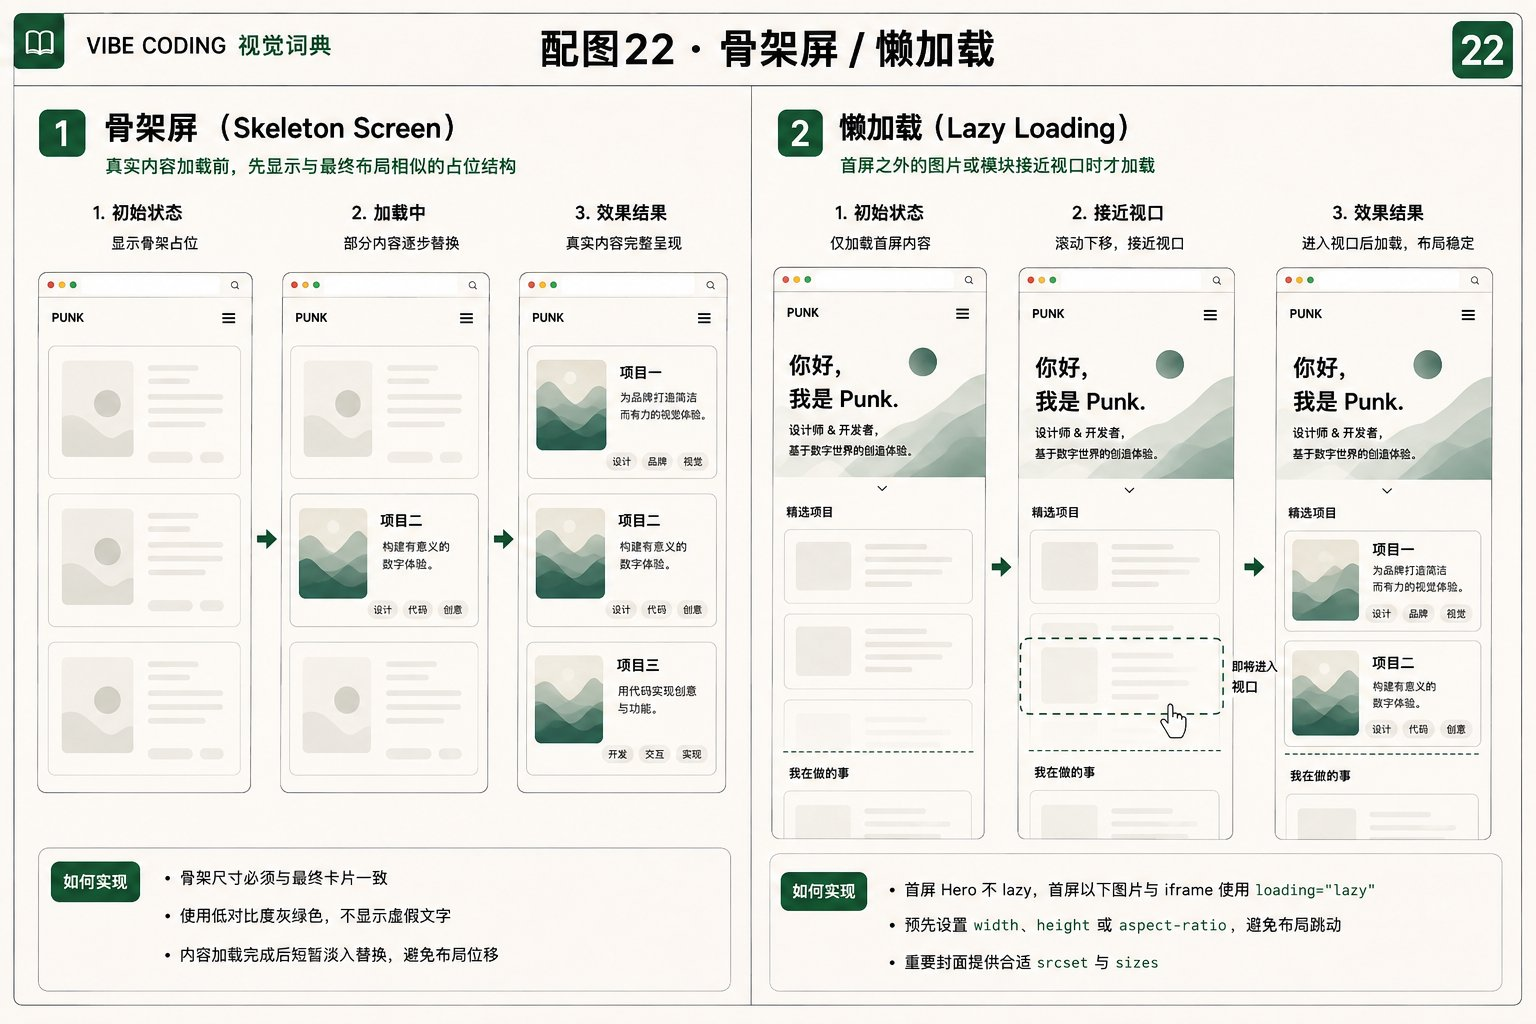 VIBE CODING 视觉词典
配图22 · 骨架屏 / 懒加载
22
1
骨架屏 （Skeleton Screen）
真实内容加载前，先显示与最终布局相似的占位结构
1. 初始状态
显示骨架占位
PUNK
2. 加载中
部分内容逐步替换
PUNK
项目二
构建有意义的
数字体验。
设计 代码 创意
3. 效果结果
真实内容完整呈现
PUNK
项目一
为品牌打造简洁
而有力的视觉体验。
设计 品牌 视觉
项目二
构建有意义的
数字体验。
设计 代码 创意
项目三
用代码实现创意
与功能。
开发 交互 实现
如何实现
• 骨架尺寸必须与最终卡片一致
• 使用低对比度灰绿色，不显示虚假文字
• 内容加载完成后短暂淡入替换，避免布局位移
2
懒加载（Lazy Loading）
首屏之外的图片或模块接近视口时才加载
1. 初始状态
仅加载首屏内容
PUNK
你好，
我是 Punk.
设计师 & 开发者，
基于数字世界的创造体验。
精选项目
我在做的事
2. 接近视口
滚动下移，接近视口
PUNK
你好，
我是 Punk.
设计师 & 开发者，
基于数字世界的创造体验。
精选项目
即将进入
视口
我在做的事
3. 效果结果
进入视口后加载，布局稳定
PUNK
你好，
我是 Punk.
设计师 & 开发者，
基于数字世界的创造体验。
精选项目
项目一
为品牌打造简洁
而有力的视觉体验。
设计 品牌 视觉
项目二
构建有意义的
数字体验。
设计 代码 创意
我在做的事
如何实现
• 首屏 Hero 不 lazy，首屏以下图片与 iframe 使用 loading="lazy"
• 预先设置 width、height 或 aspect-ratio，避免布局跳动
• 重要封面提供合适 srcset 与 sizes